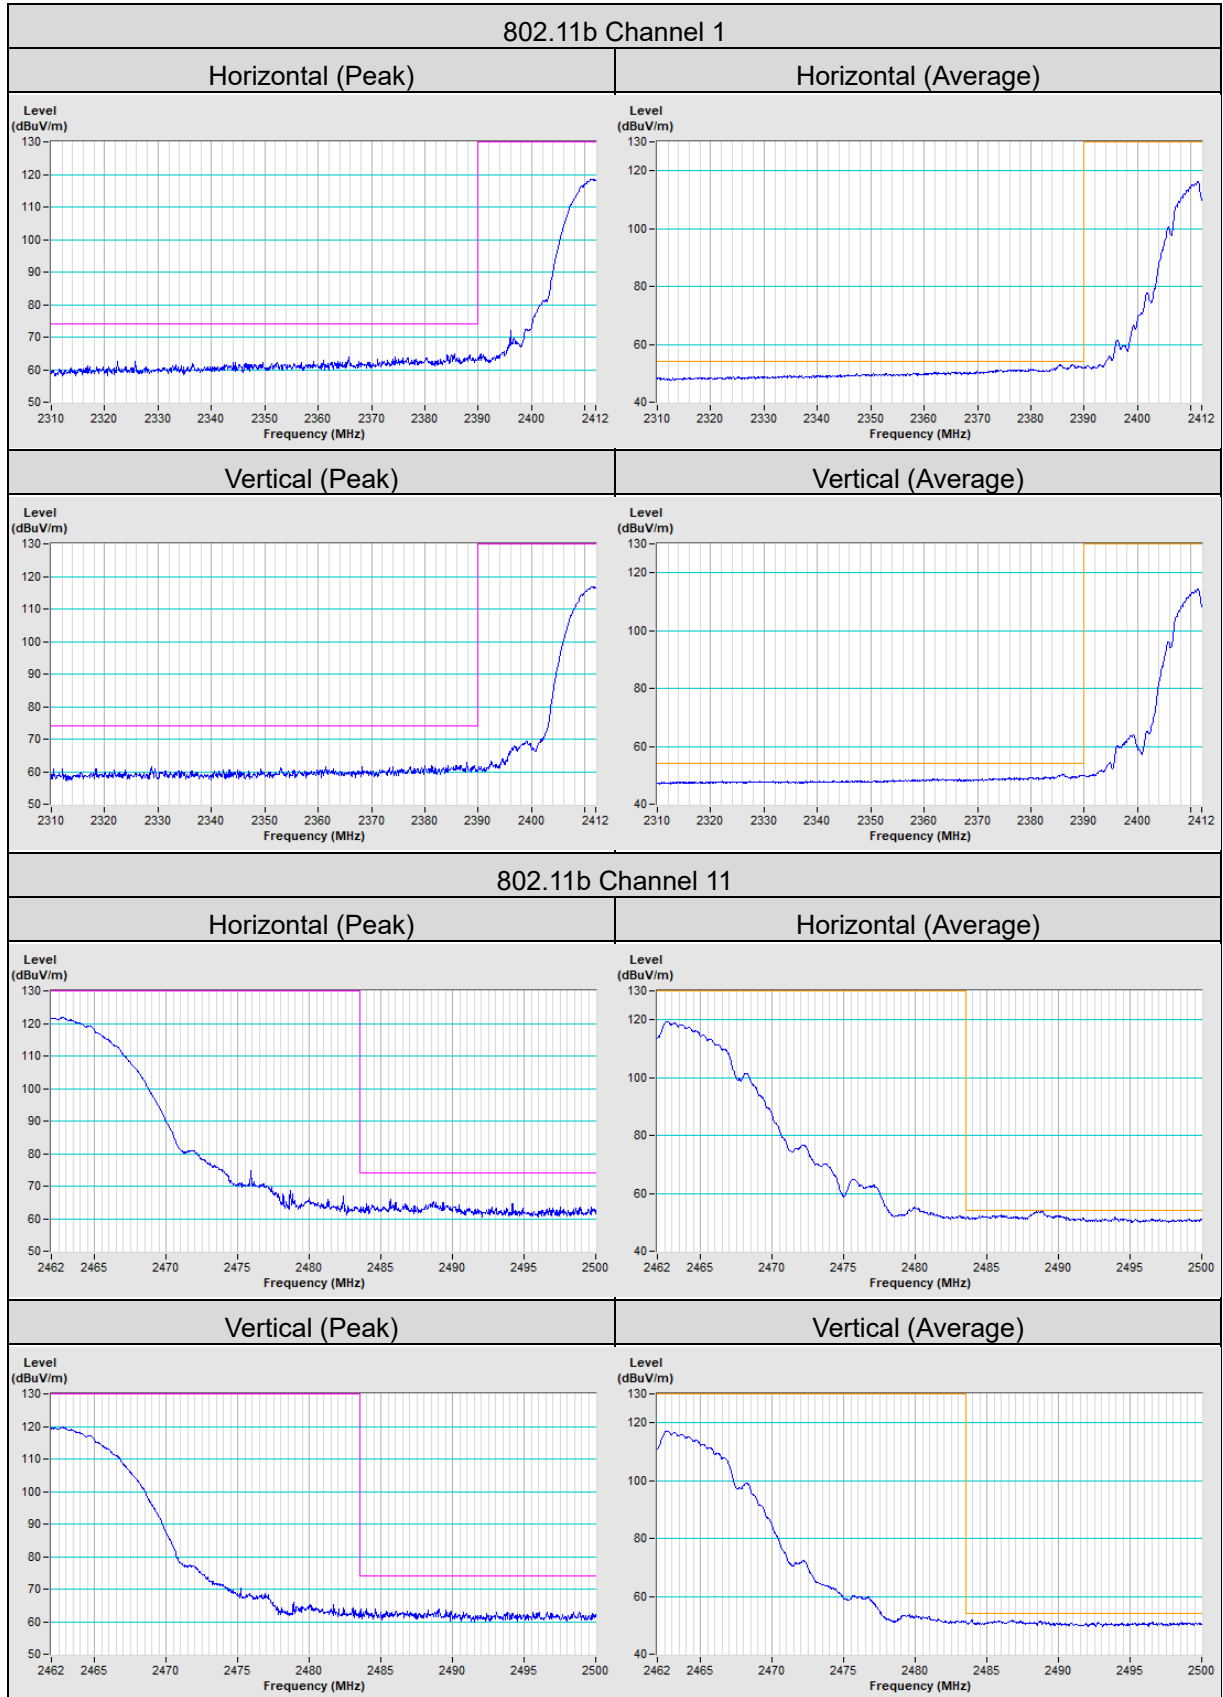 802.11b Channel 1
Horizontal (Peak)
Horizontal (Average)
Level
(dBuV/m)
130
120
110
100
90
80
70
60
50
2310 2320 2330 2340 2350 2360 2370 2380 2390 2400 2412
Frequency (MHz)
Level
(dBuV/m)
130
120
100
80
60
40
2310 2320 2330 2340 2350 2360 2370 2380 2390 2400 2412
Frequency (MHz)
Vertical (Peak)
Vertical (Average)
Level
(dBuV/m)
130
120
110
100
90
80
70
60
50
2310 2320 2330 2340 2350 2360 2370 2380 2390 2400 2412
Frequency (MHz)
Level
(dBuV/m)
130
120
100
80
60
40
2310 2320 2330 2340 2350 2360 2370 2380 2390 2400 2412
Frequency (MHz)
802.11b Channel 11
Horizontal (Peak)
Horizontal (Average)
Level
(dBuV/m)
130
120
110
100
90
80
70
60
50
2462 2465 2470 2475 2480 2485 2490 2495 2500
Frequency (MHz)
Level
(dBuV/m)
130
120
100
80
60
40
2462 2465 2470 2475 2480 2485 2490 2495 2500
Frequency (MHz)
Vertical (Peak)
Vertical (Average)
Level
(dBuV/m)
130
120
110
100
90
80
70
60
50
2462 2465 2470 2475 2480 2485 2490 2495 2500
Frequency (MHz)
Level
(dBuV/m)
130
120
100
80
60
40
2462 2465 2470 2475 2480 2485 2490 2495 2500
Frequency (MHz)